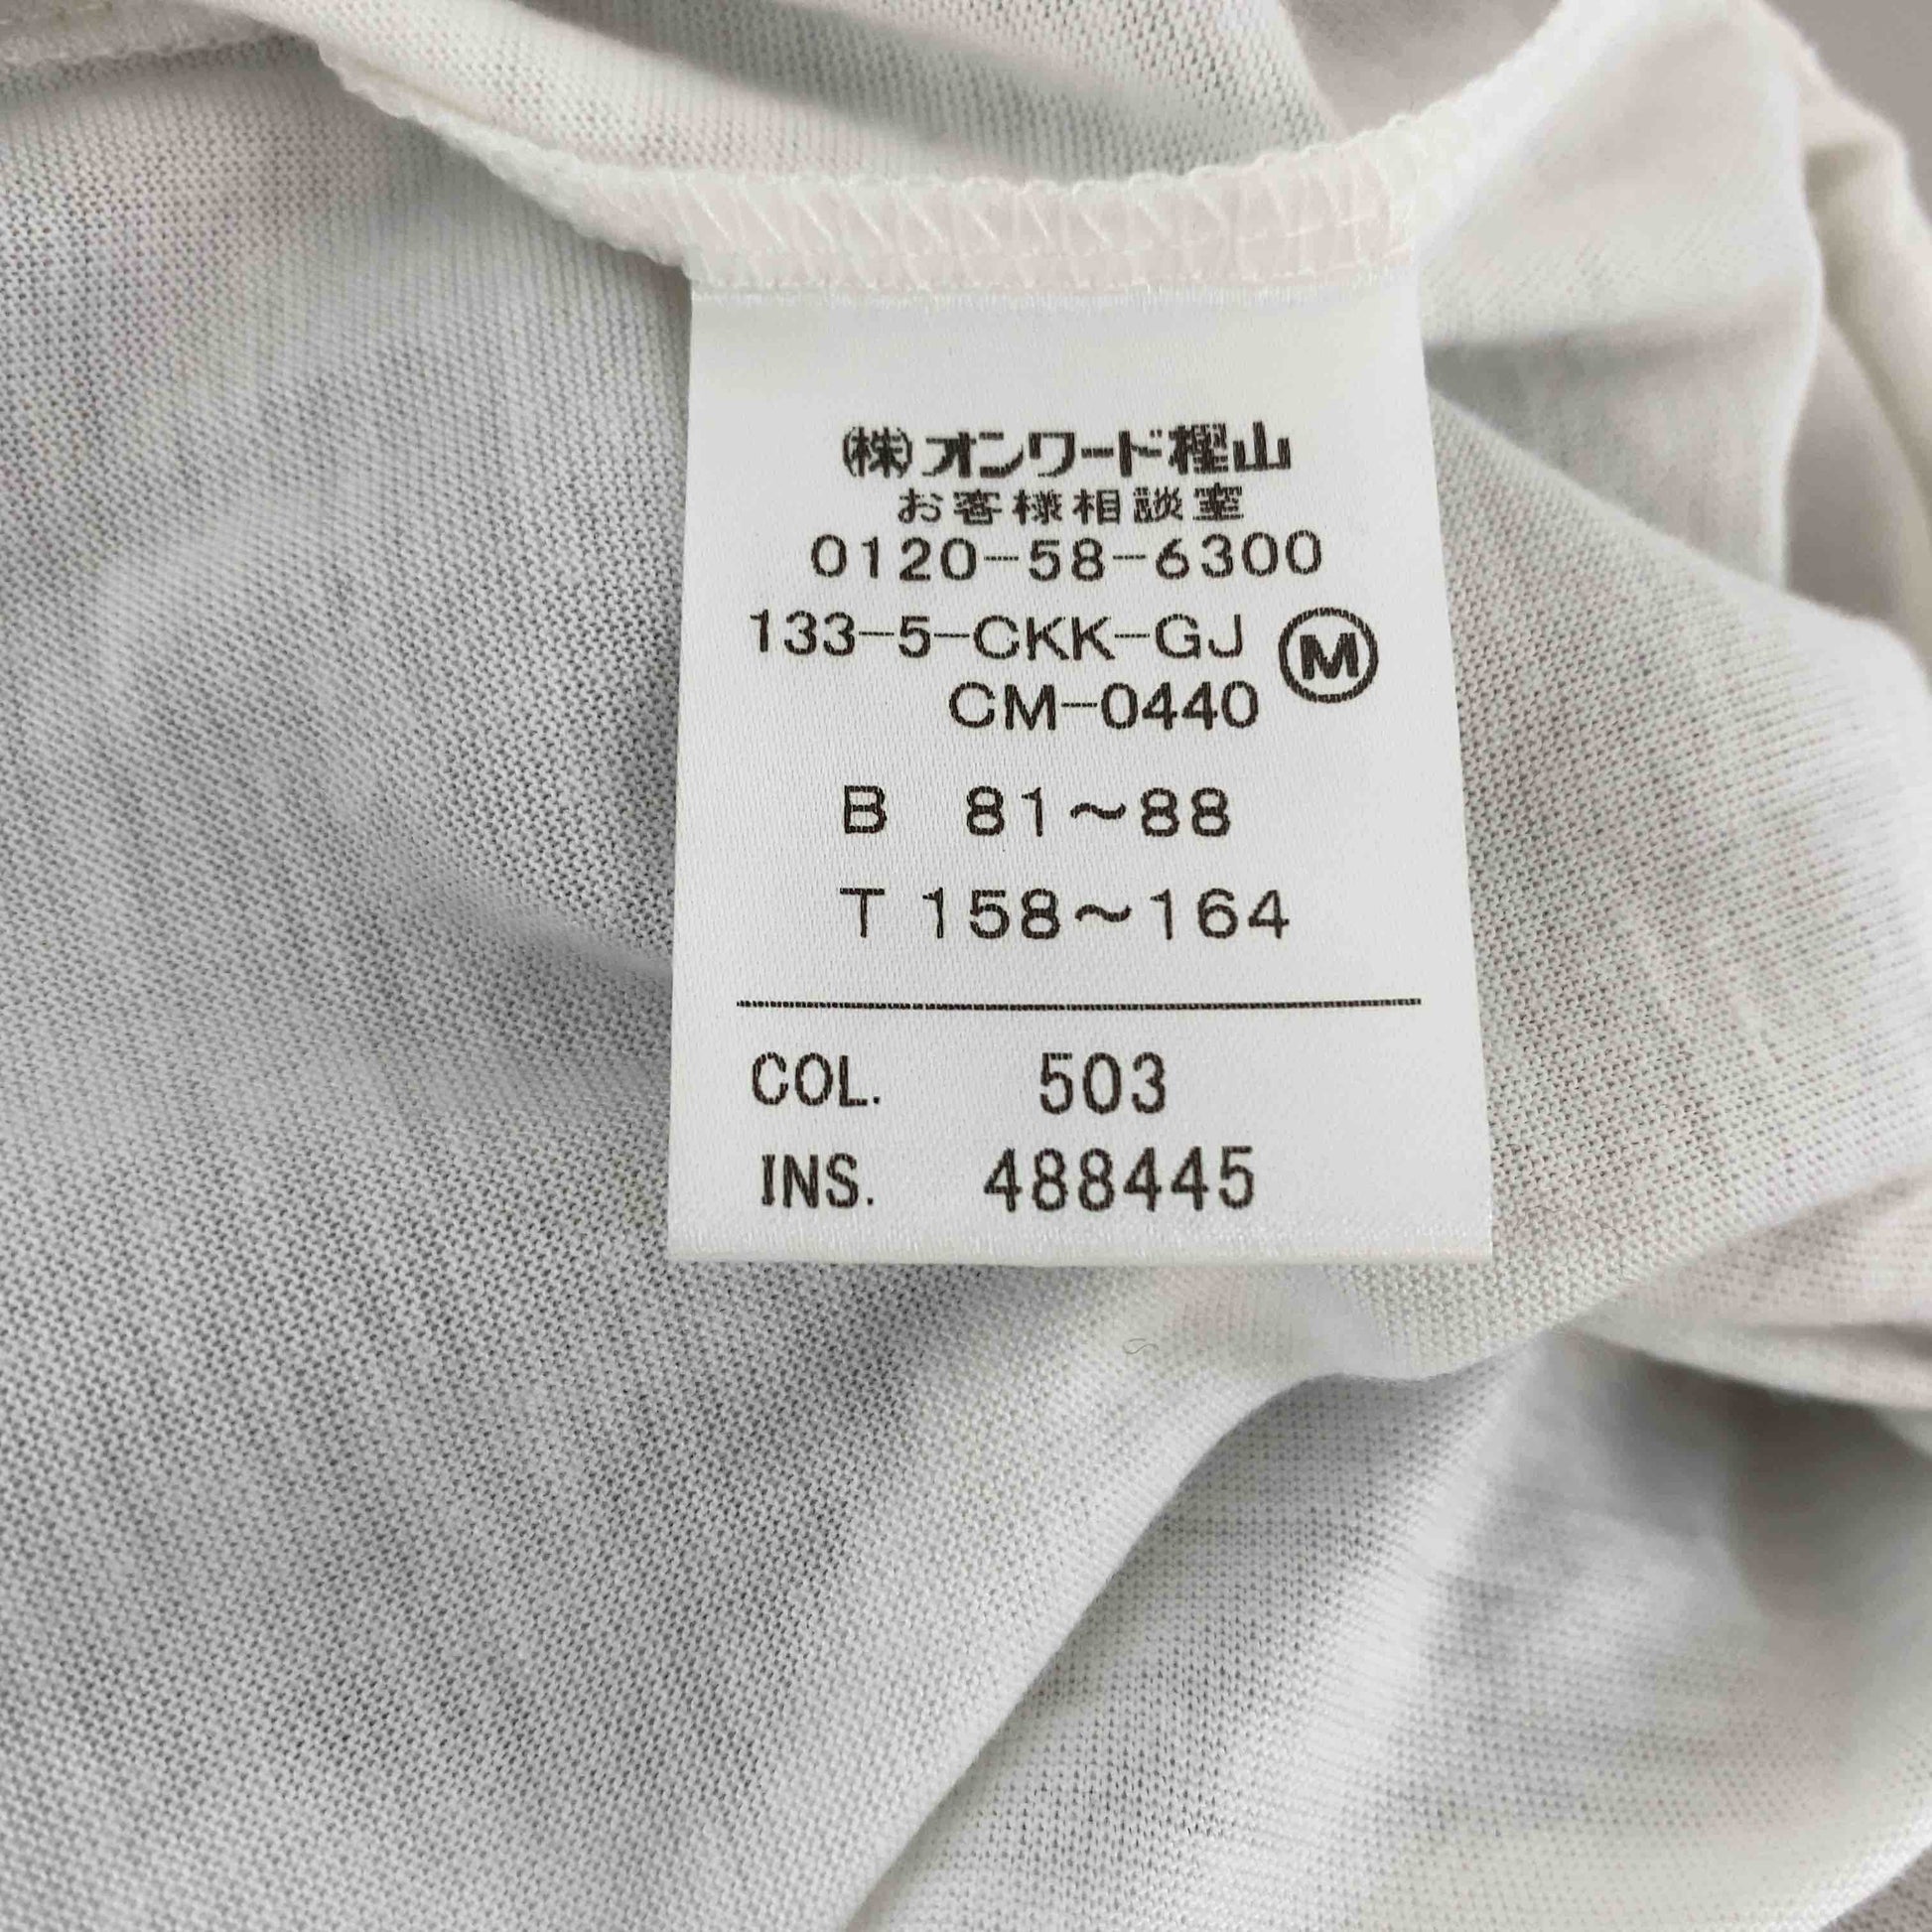 ㈱オンワード樫山
お客様相談室
0120-58-6300
133-5-CKK-GJ Ⓜ
CM-0440
B 81~88
T 158~164
COL. 503
INS. 488445